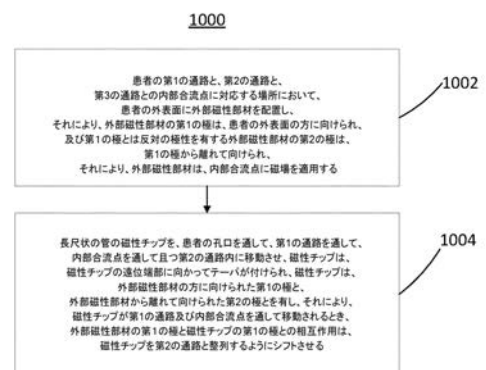 1000
患者の第1の通路と、第2の通路と、
第3の通路との内部合流点に対応する場所において、
患者の外表面に外部磁性部材を配置し、
それにより、外部磁性部材の第1の極は、患者の外表面の方に向けられ、
及び第1の極とは反対の極性を有する外部磁性部材の第2の極は、
第1の極から離れて向けられ、
それにより、外部磁性部材は、内部合流点に磁場を適用する
1002
長尺状の管の磁性チップを、患者の孔口を通して、第1の通路を通して、
内部合流点を通して且つ第2の通路内に移動させ、磁性チップは、
磁性チップの遠位端部に向かってテーパが付けられ、磁性チップは、
外部磁性部材の方に向けられた第1の極と、
外部磁性部材から離れて向けられた第2の極とを有し、それにより、
磁性チップが第1の通路及び内部合流点を通して移動されるとき、
外部磁性部材の第1の極と磁性チップの第1の極との相互作用は、
磁性チップを第2の通路と整列するようにシフトさせる
1004